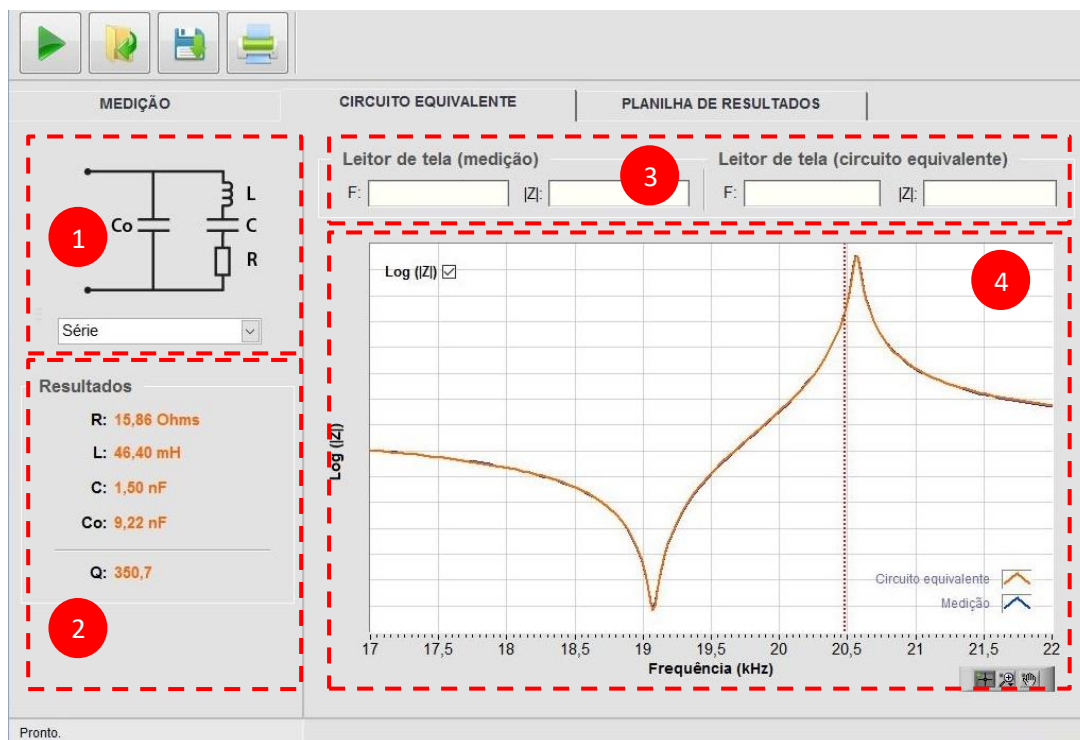 MEDIÇÃO
CIRCUITO EQUIVALENTE
PLANILHA DE RESULTADOS
1
Co
L
C
R
Série
Resultados
R: 15,86 Ohms
L: 46,40 mH
C: 1,50 nF
Co: 9,22 nF
Q: 350,7
2
Leitor de tela (medição)
F:
|Z|:
3
Leitor de tela (circuito equivalente)
F:
|Z|:
Log (|Z|)
4
Log (|Z|)
Circuito equivalente
Medição
17 17,5 18 18,5 19 19,5 20 20,5 21 21,5 22
Frequência (kHz)
Pronto.